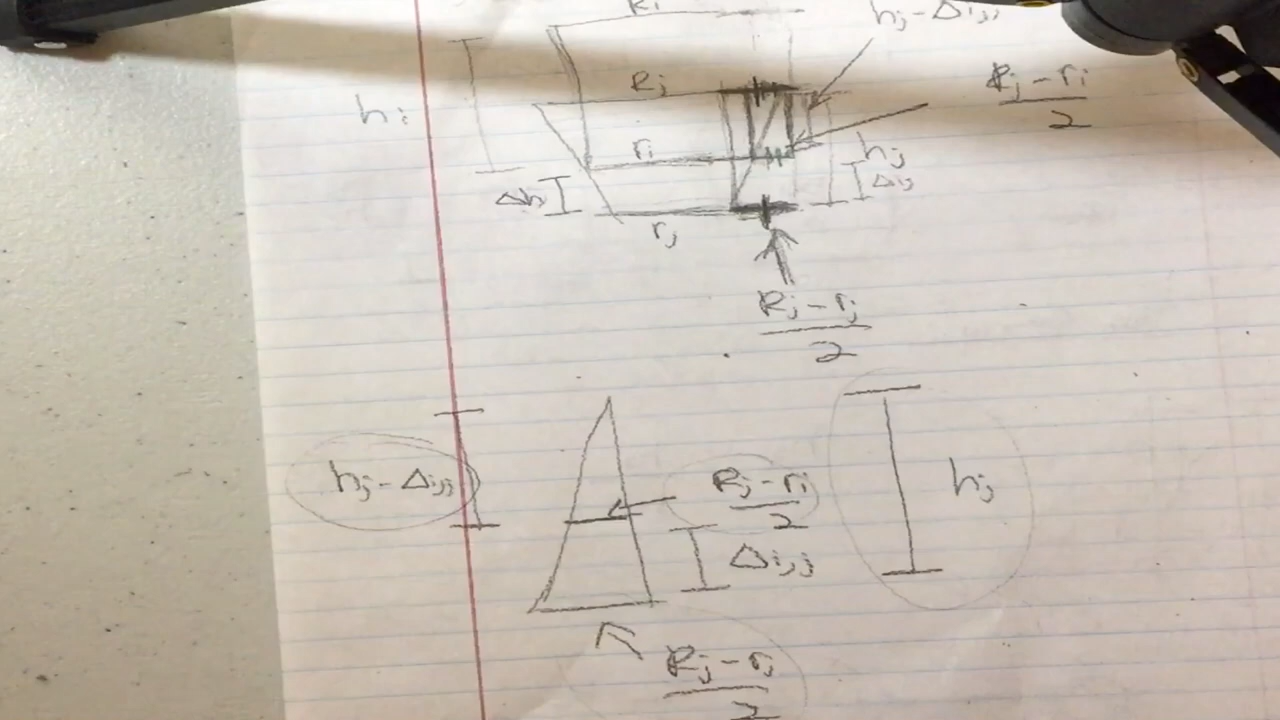 Ri
hj - Δi,j
Rj
Rj - ri
2
hi
ri
hj
Δh
Δij
rj
Rj - rj
2
hj - Δi,j
Rj - ri
2
hj
Δi,j
Rj - rj
2